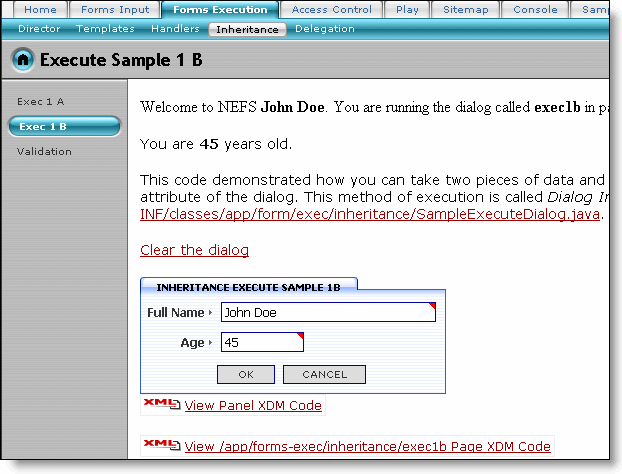 Home Forms Input Forms Execution Access Control Play Sitemap Console
Director Templates Handlers Inheritance Delegation
Execute Sample 1 B
Exec 1 A
Exec 1 B
Validation
Welcome to NEFS John Doe. You are running the dialog called exec1b in
You are 45 years old.
This code demonstrated how you can take two pieces of data and
attribute of the dialog. This method of execution is called Dialog
INF/classes/app/form/exec/inheritance/SampleExecuteDialog.java.
Clear the dialog
INHERITANCE EXECUTE SAMPLE 1B
Full Name John Doe
Age 45
OK CANCEL
XML View Panel XDM Code
XML View /app/forms-exec/inheritance/exec1b Page XDM Code